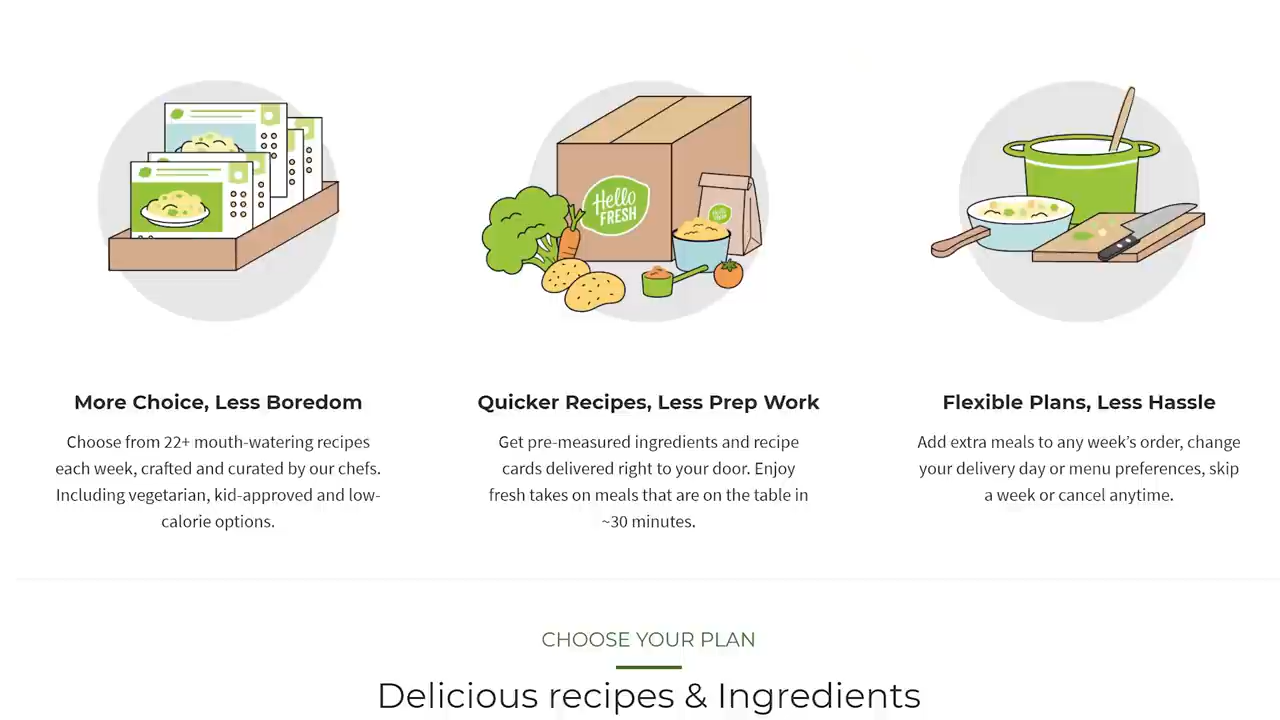 Hello
FRESH
HELLO
FRESH
More Choice, Less Boredom
Choose from 22+ mouth-watering recipes
each week, crafted and curated by our chefs.
Including vegetarian, kid-approved and low-
calorie options.
Quicker Recipes, Less Prep Work
Get pre-measured ingredients and recipe
cards delivered right to your door. Enjoy
fresh takes on meals that are on the table in
~30 minutes.
Flexible Plans, Less Hassle
Add extra meals to any week’s order, change
your delivery day or menu preferences, skip
a week or cancel anytime.
CHOOSE YOUR PLAN
Delicious recipes & Ingredients